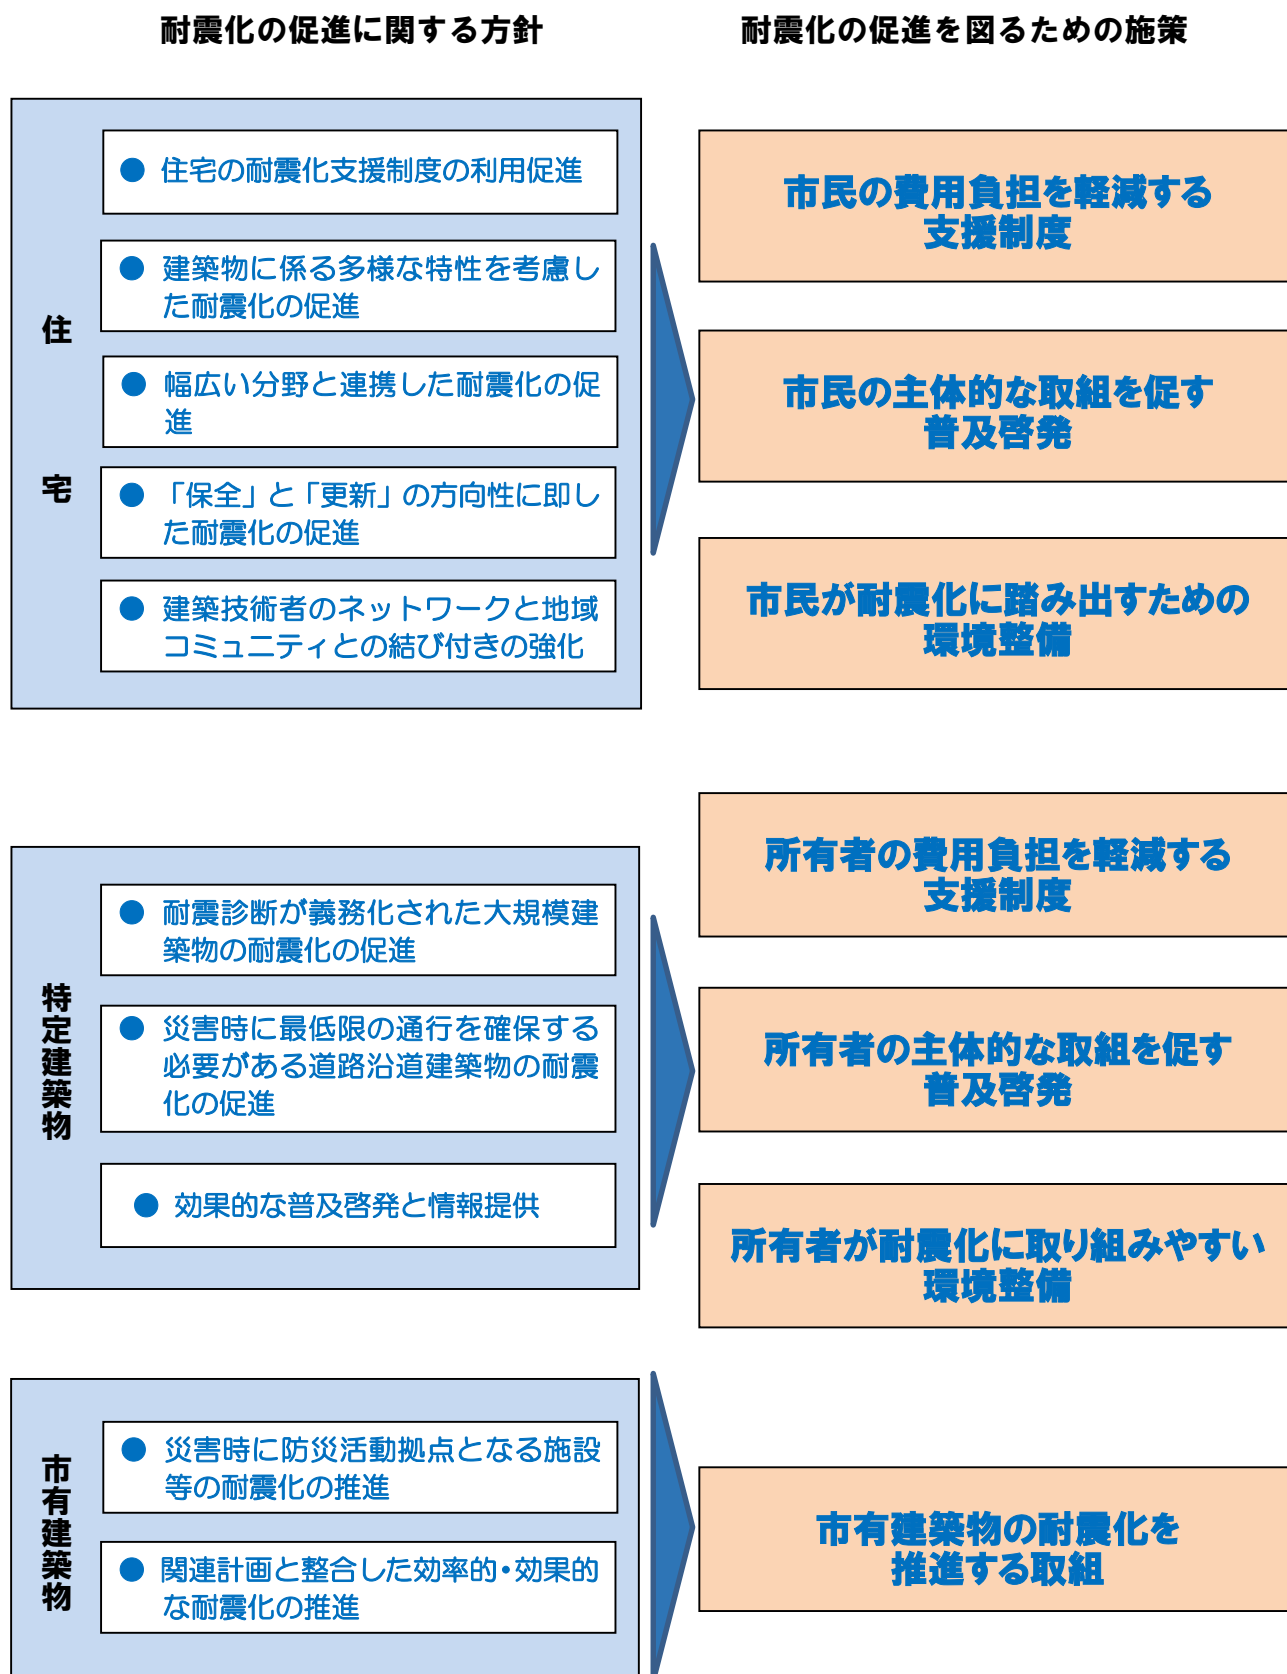 耐震化の促進に関する方針
耐震化の促進を図るための施策
住宅
● 住宅の耐震化支援制度の利用促進
● 建築物に係る多様な特性を考慮し
た耐震化の促進
● 幅広い分野と連携した耐震化の促
進
● 「保全」と「更新」の方向性に即し
た耐震化の促進
● 建築技術者のネットワークと地域
コミュニティとの結び付きの強化
市民の費用負担を軽減する
支援制度
市民の主体的な取組を促す
普及啓発
市民が耐震化に踏み出すための
環境整備
特定建築物
● 耐震診断が義務化された大規模建
築物の耐震化の促進
● 災害時に最低限の通行を確保する
必要がある道路沿道建築物の耐震
化の促進
● 効果的な普及啓発と情報提供
所有者の費用負担を軽減する
支援制度
所有者の主体的な取組を促す
普及啓発
所有者が耐震化に取り組みやすい
環境整備
市有建築物
● 災害時に防災活動拠点となる施設
等の耐震化の推進
● 関連計画と整合した効率的・効果的
な耐震化の推進
市有建築物の耐震化を
推進する取組